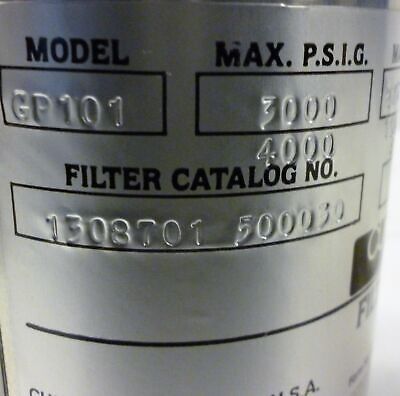 MODEL MAX. P.S.I.G.
GP101 3000
4000
FILTER CATALOG NO.
1308701 500030